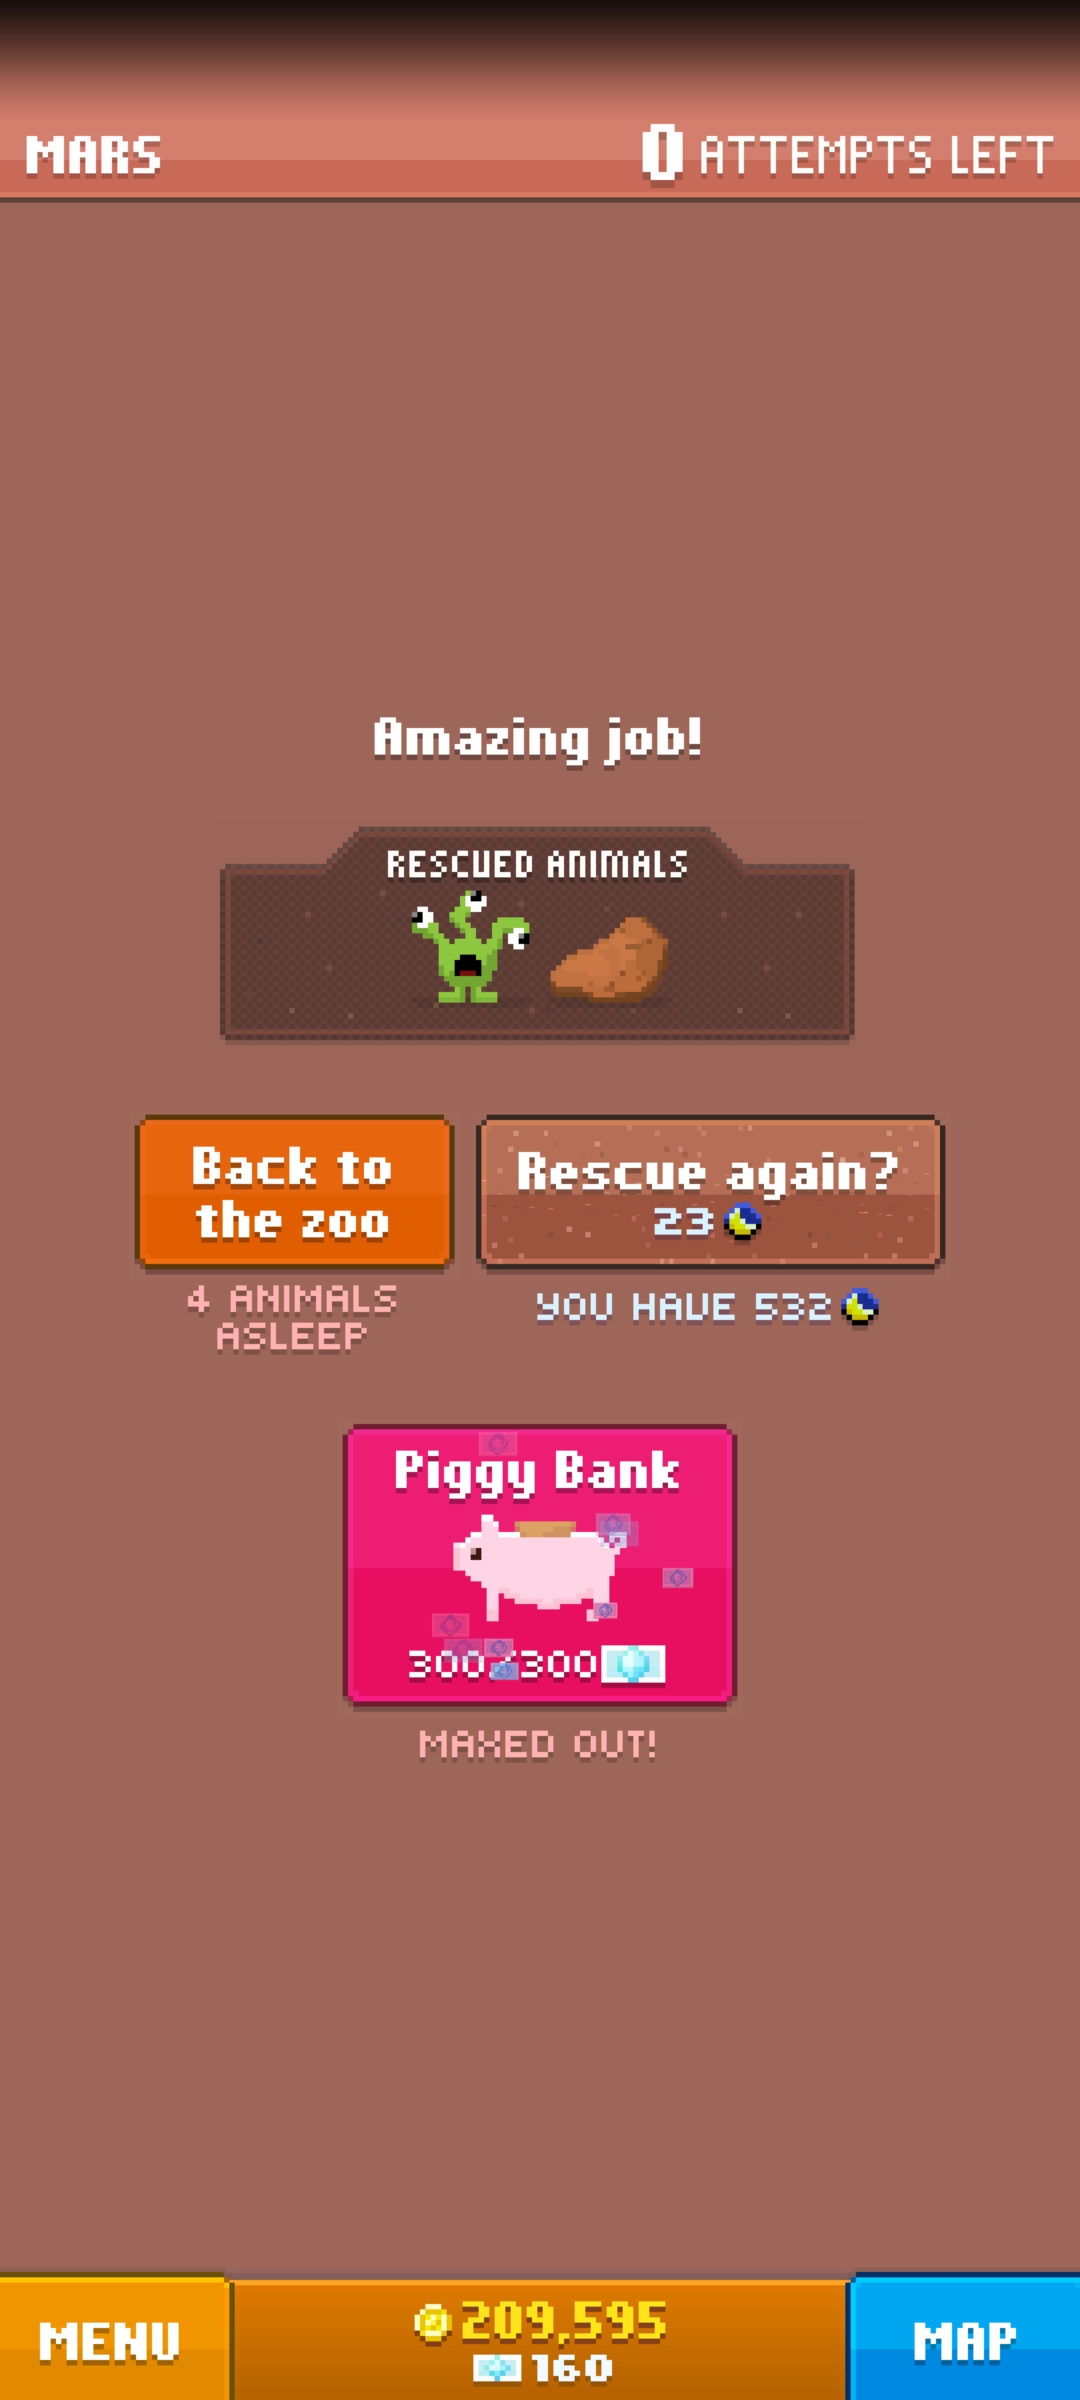 MARS
0 ATTEMPTS LEFT
Amazing job!
RESCUED ANIMALS
Back to
the zoo
Rescue again?
23
4 ANIMALS
ASLEEP
YOU HAVE 532
Piggy Bank
300/300
MAXED OUT!
MENU
209,595
160
MAP